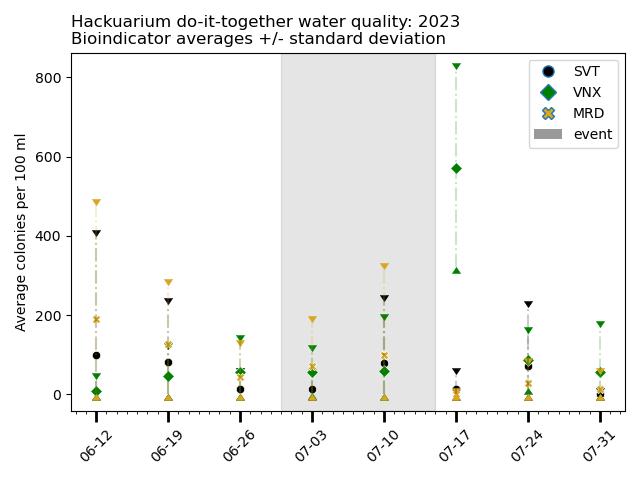 Hackuarium do-it-together water quality: 2023
Bioindicator averages +/- standard deviation
Average colonies per 100 ml
800
600
400
200
0
SVT
VNX
MRD
event
06-12
06-19
06-26
07-03
07-10
07-17
07-24
07-31